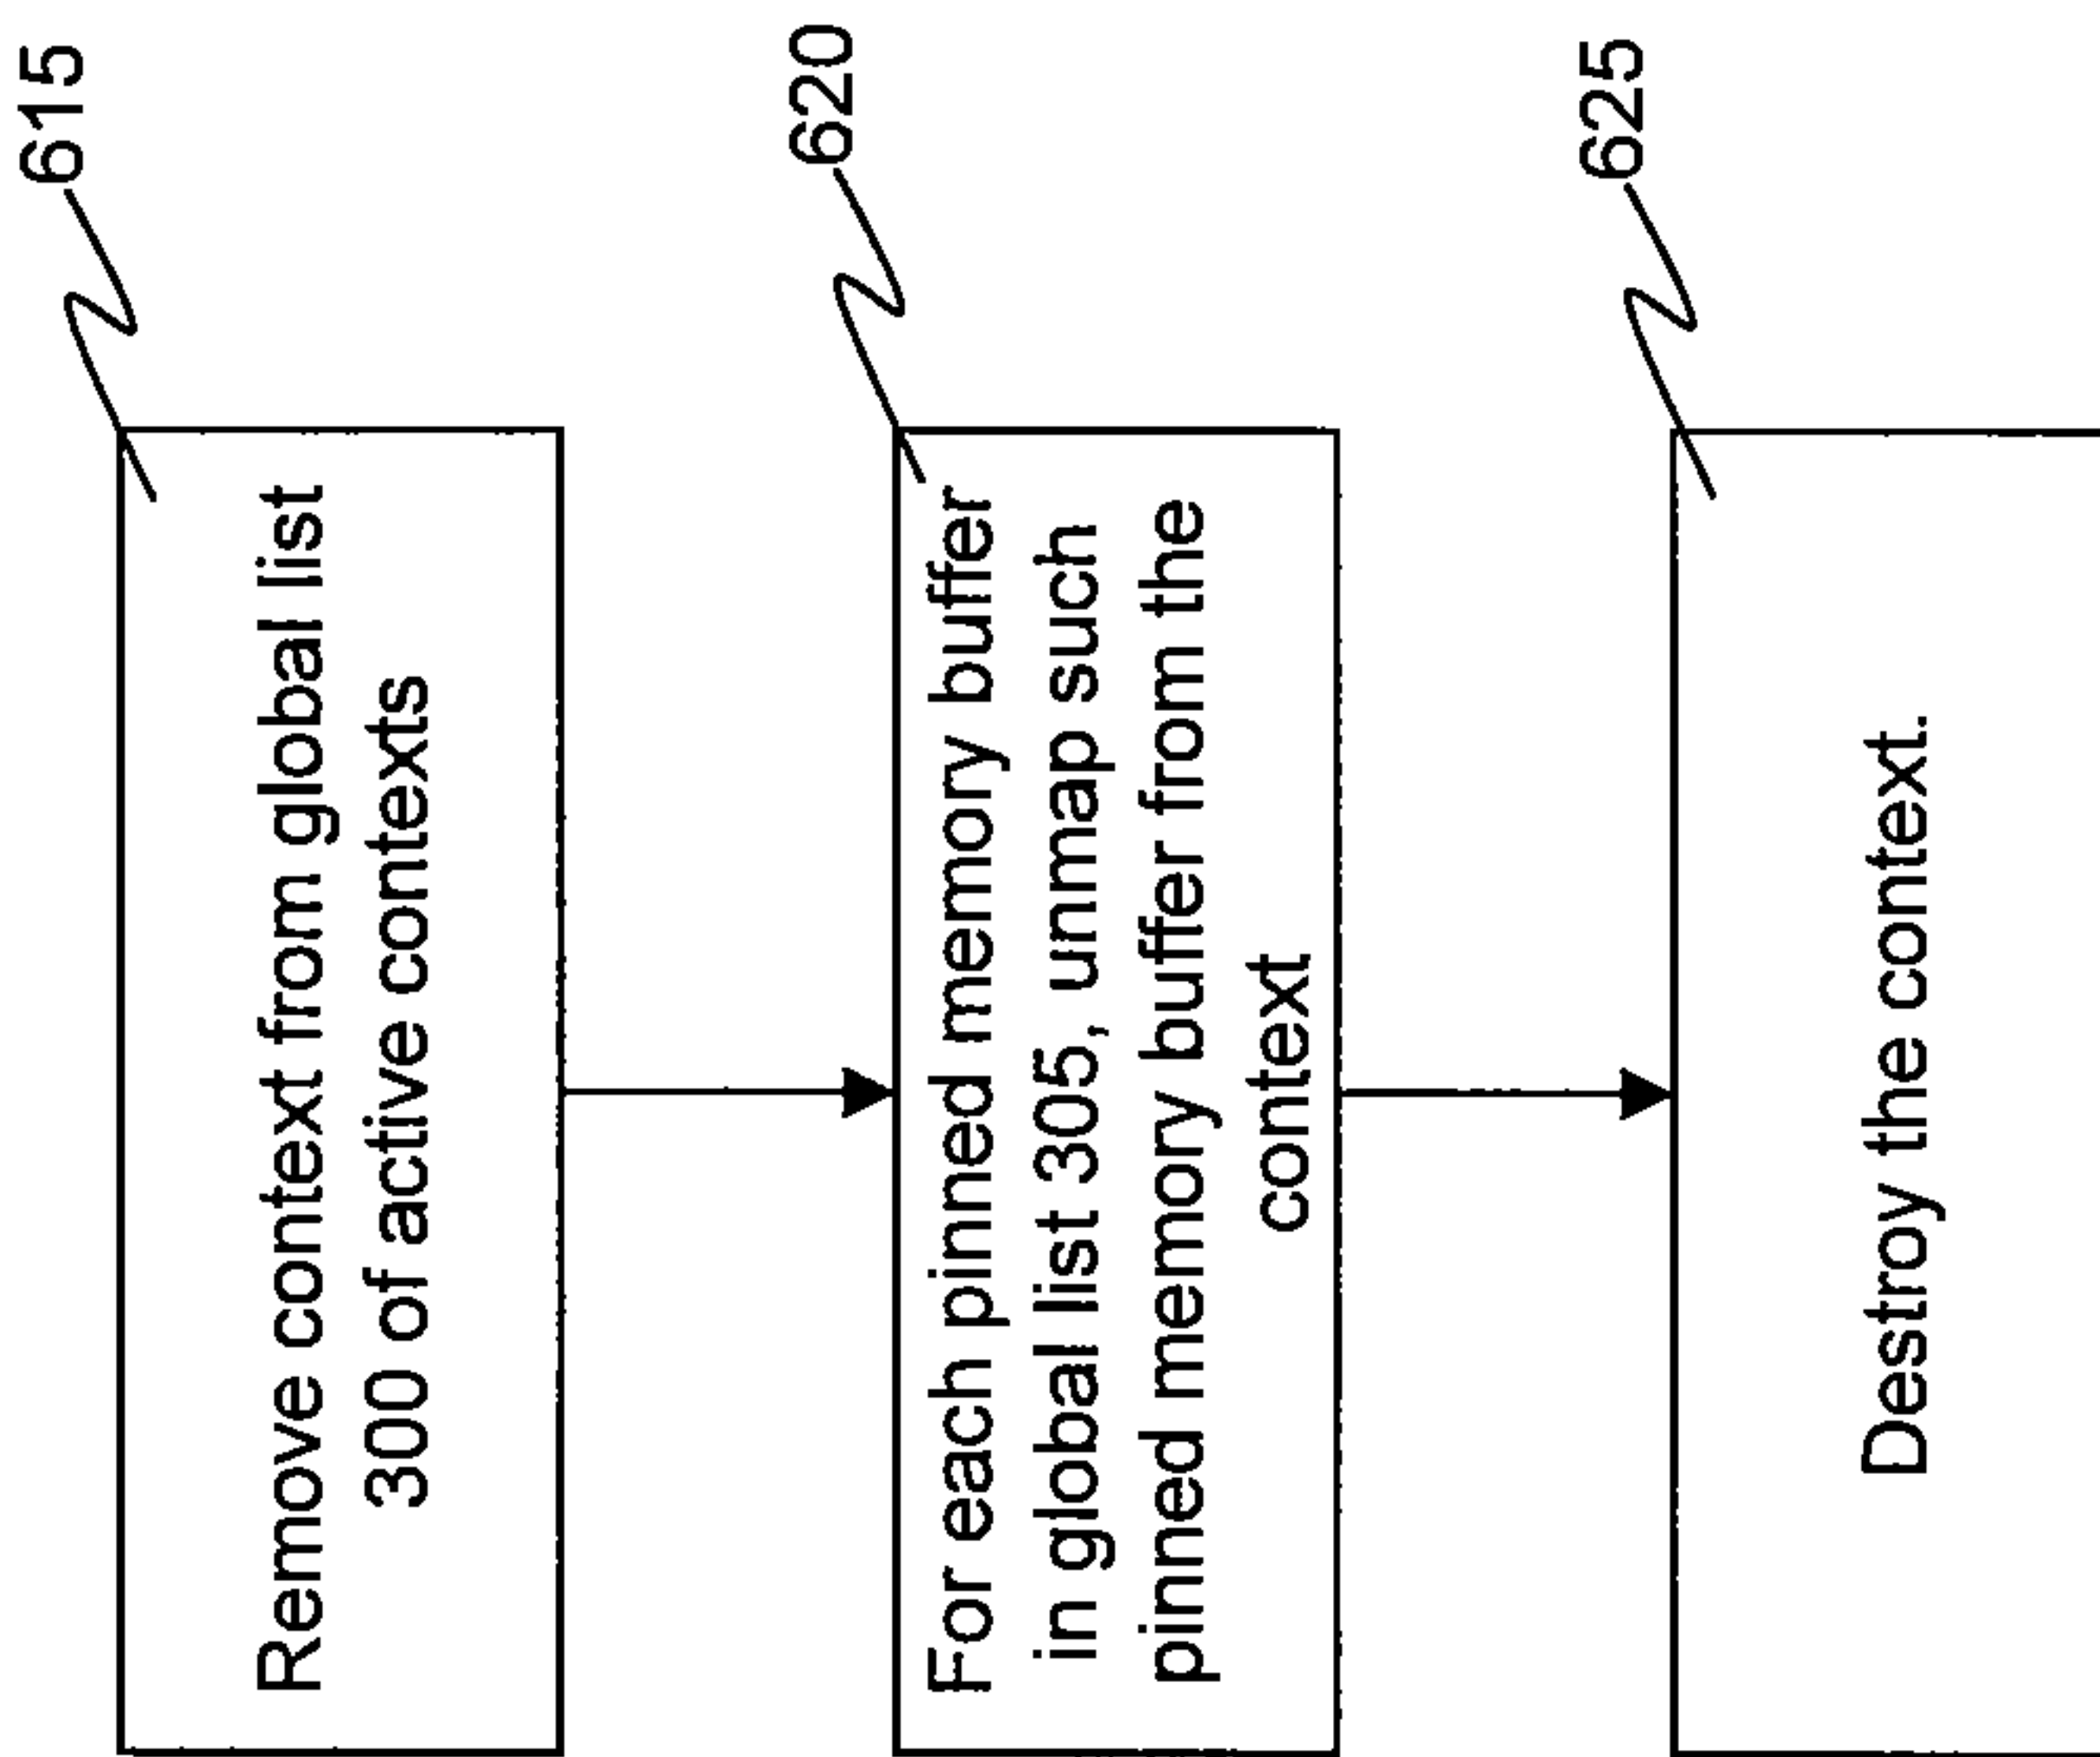 615
Remove context from global list
300 of active contexts
620
For each pinned memory buffer
in global list 305, unmap such
pinned memory buffer from the
context
625
Destroy the context.